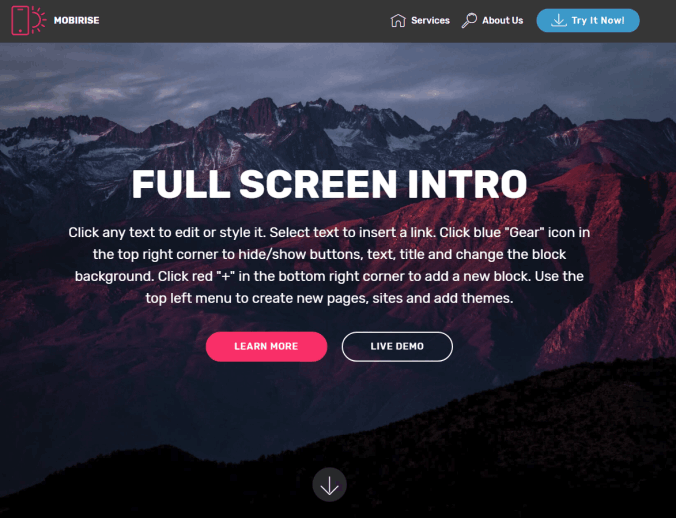 MOBIRISE
Services
About Us
Try It Now!
FULL SCREEN INTRO
Click any text to edit or style it. Select text to insert a link. Click blue "Gear" icon in
the top right corner to hide/show buttons, text, title and change the block
background. Click red "+" in the bottom right corner to add a new block. Use the
top left menu to create new pages, sites and add themes.
LEARN MORE
LIVE DEMO